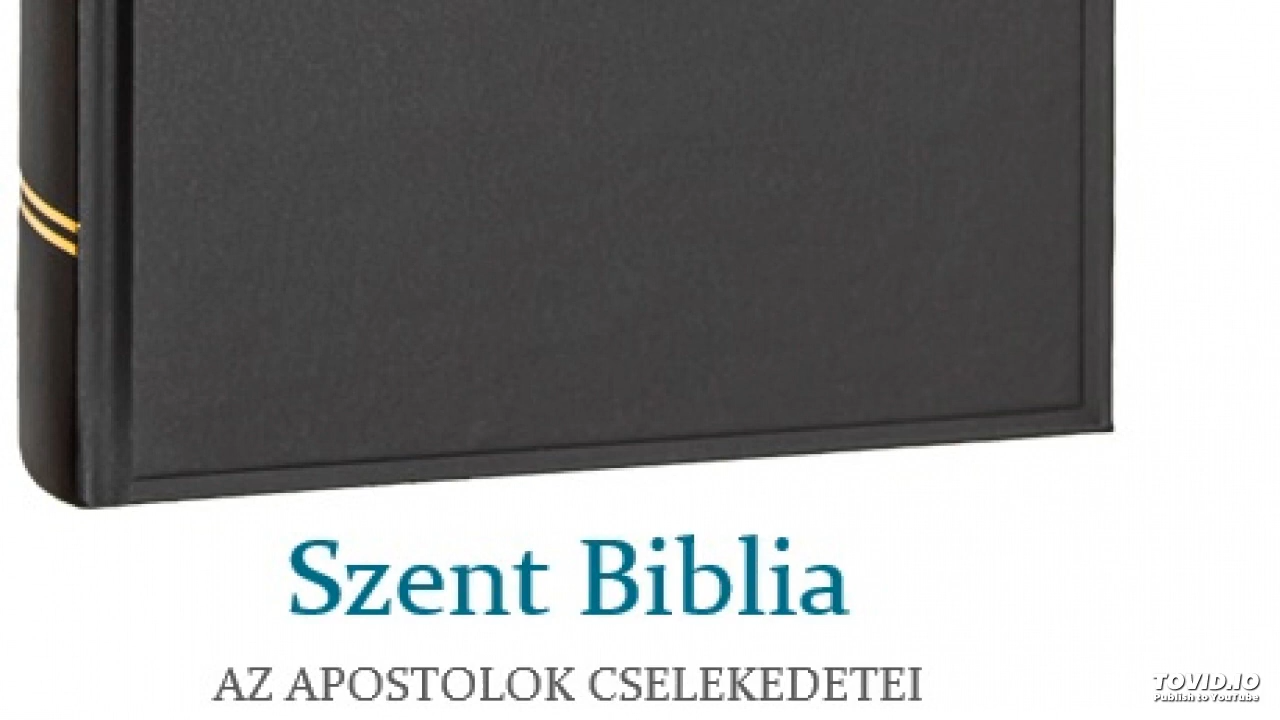 Szent Biblia
AZ APOSTOLOK CSELEKEDETEI
TOVID.IO
Publish to YouTube